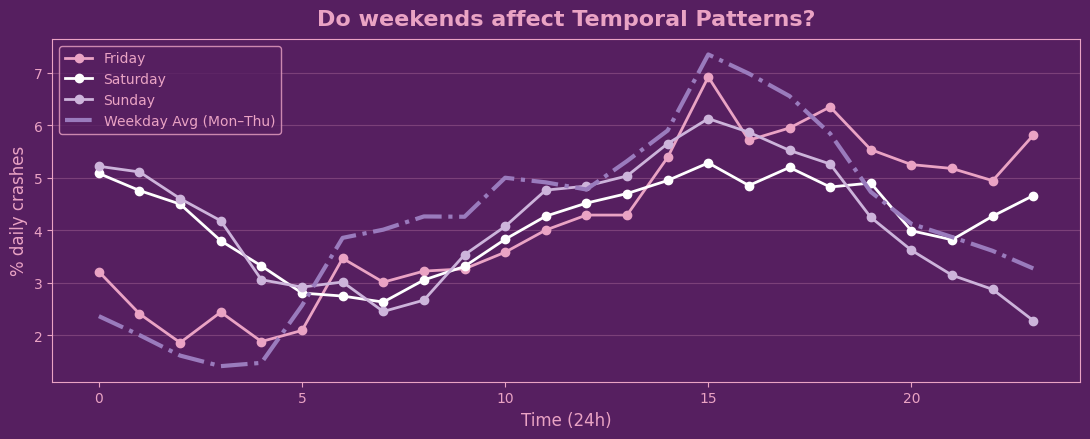 Do weekends affect Temporal Patterns?
Friday
Saturday
Sunday
Weekday Avg (Mon–Thu)
% daily crashes
7
6
5
4
3
2
0 5 10 15 20
Time (24h)